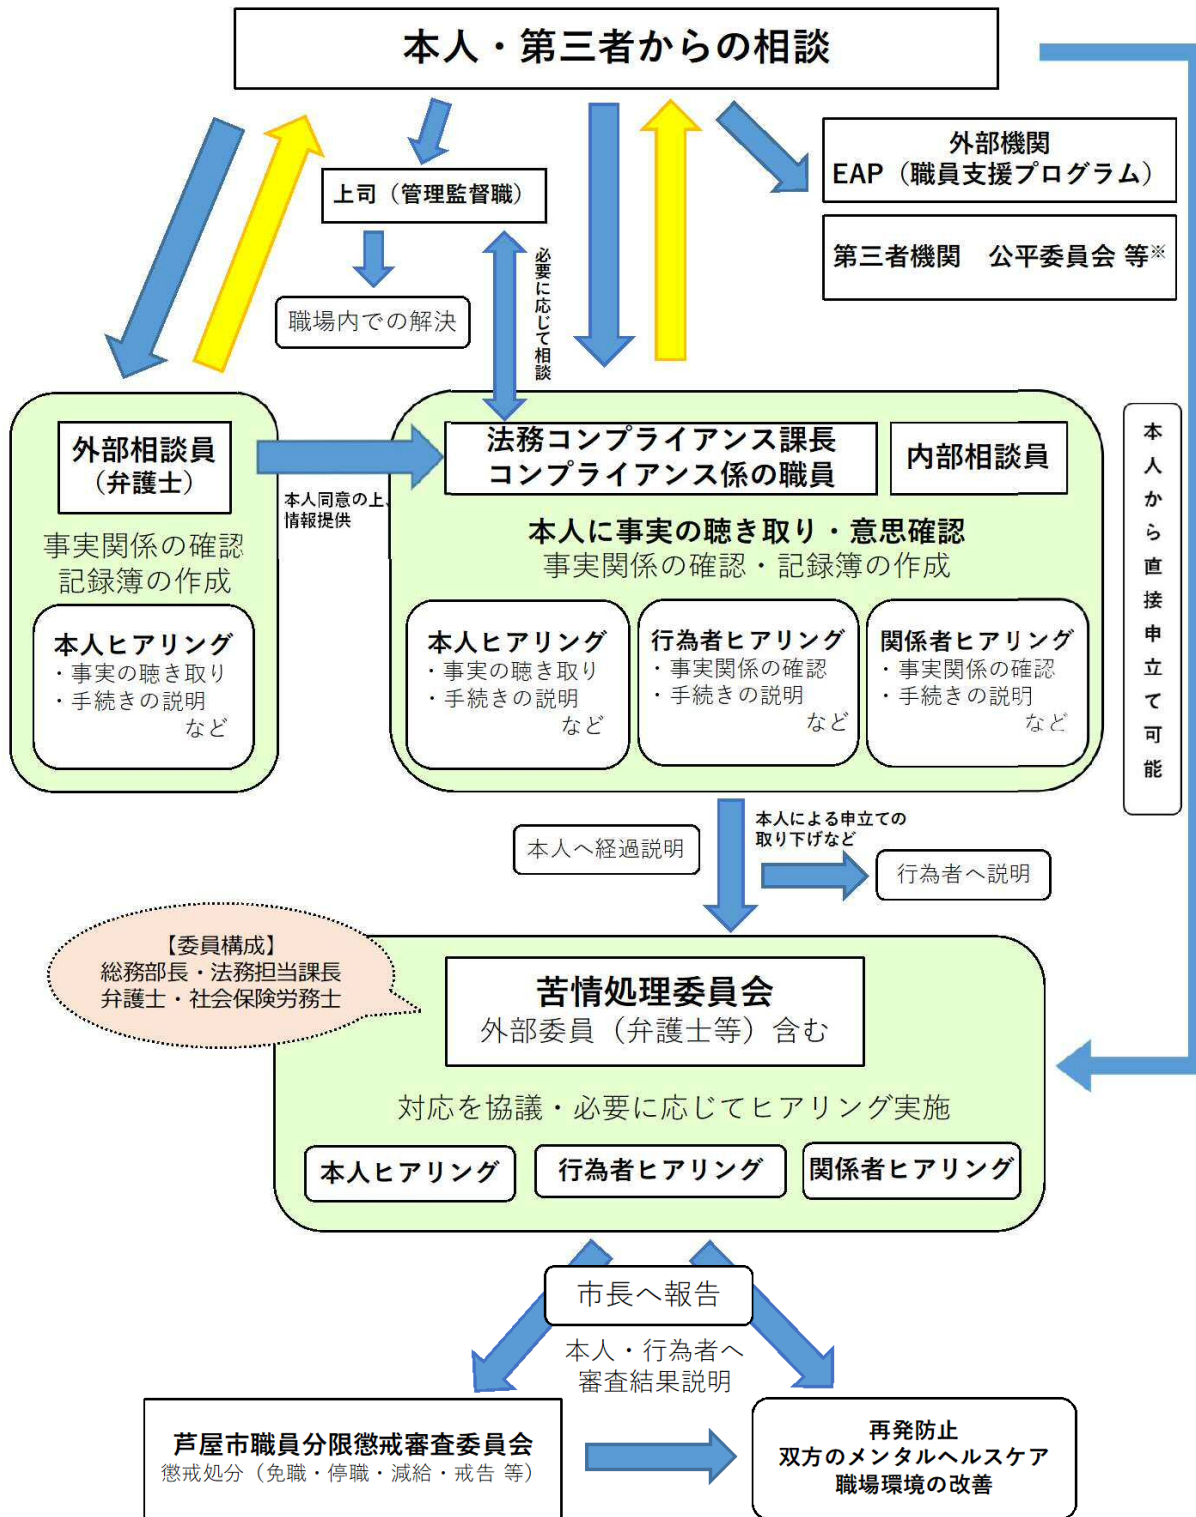 本人・第三者からの相談
外部機関
EAP（職員支援プログラム）
上司（管理監督職）
第三者機関　公平委員会 等※
必要に応じて相談
職場内での解決
外部相談員
（弁護士）
本人同意の上、
情報提供
事実関係の確認
記録簿の作成
本人ヒアリング
・事実の聴き取り
・手続きの説明
など
法務コンプライアンス課長
コンプライアンス係の職員
内部相談員
本人に事実の聴き取り・意思確認
事実関係の確認・記録簿の作成
本人ヒアリング
・事実の聴き取り
・手続きの説明
など
行為者ヒアリング
・事実関係の確認
・手続きの説明
など
関係者ヒアリング
・事実関係の確認
・手続きの説明
など
本人から直接申立て可能
本人へ経過説明
本人による申立ての
取り下げなど
行為者へ説明
【委員構成】
総務部長・法務担当課長
弁護士・社会保険労務士
苦情処理委員会
外部委員（弁護士等）含む
対応を協議・必要に応じてヒアリング実施
本人ヒアリング
行為者ヒアリング
関係者ヒアリング
市長へ報告
本人・行為者へ
審査結果説明
芦屋市職員分限懲戒審査委員会
懲戒処分（免職・停職・減給・戒告 等）
再発防止
双方のメンタルヘルスケア
職場環境の改善